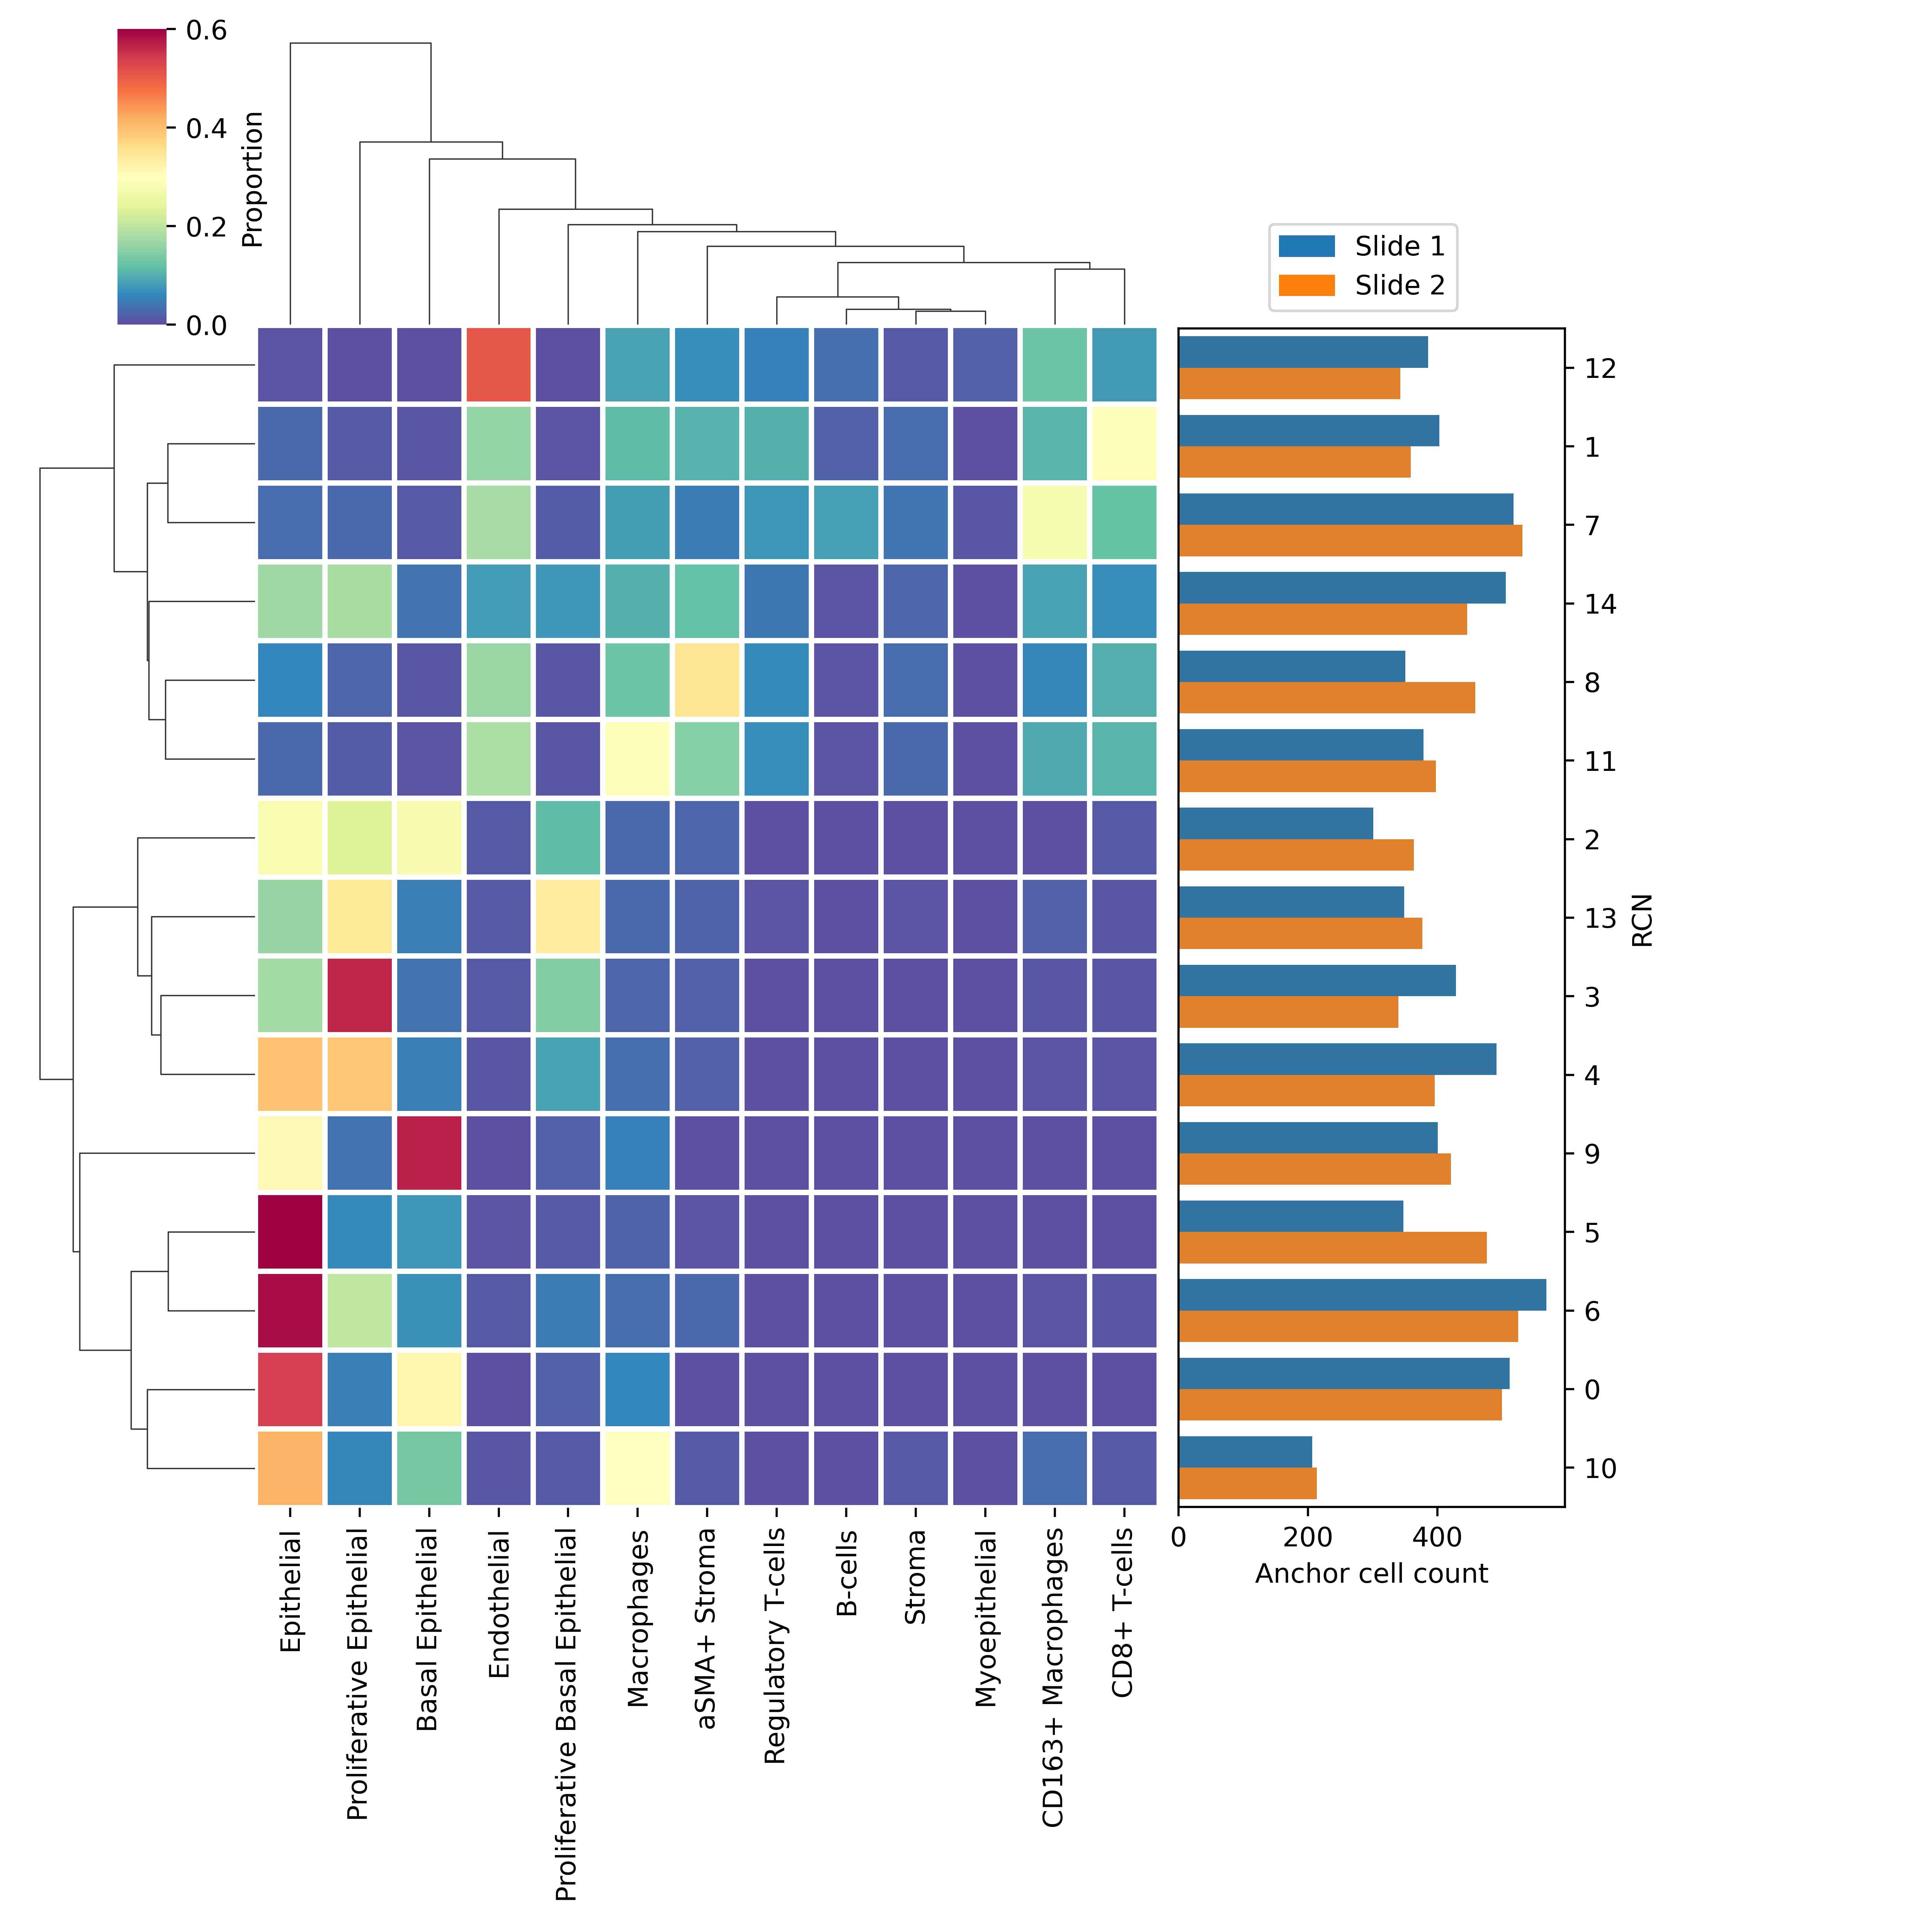 0.6
0.4
0.2
0.0
Proportion
Slide 1
Slide 2
12
1
7
14
8
11
2
13
3
4
9
5
6
0
10
RCN
0 200 400
Anchor cell count
Epithelial
Proliferative Epithelial
Basal Epithelial
Endothelial
Proliferative Basal Epithelial
Macrophages
aSMA+ Stroma
Regulatory T-cells
B-cells
Stroma
Myoepithelial
CD163+ Macrophages
CD8+ T-cells